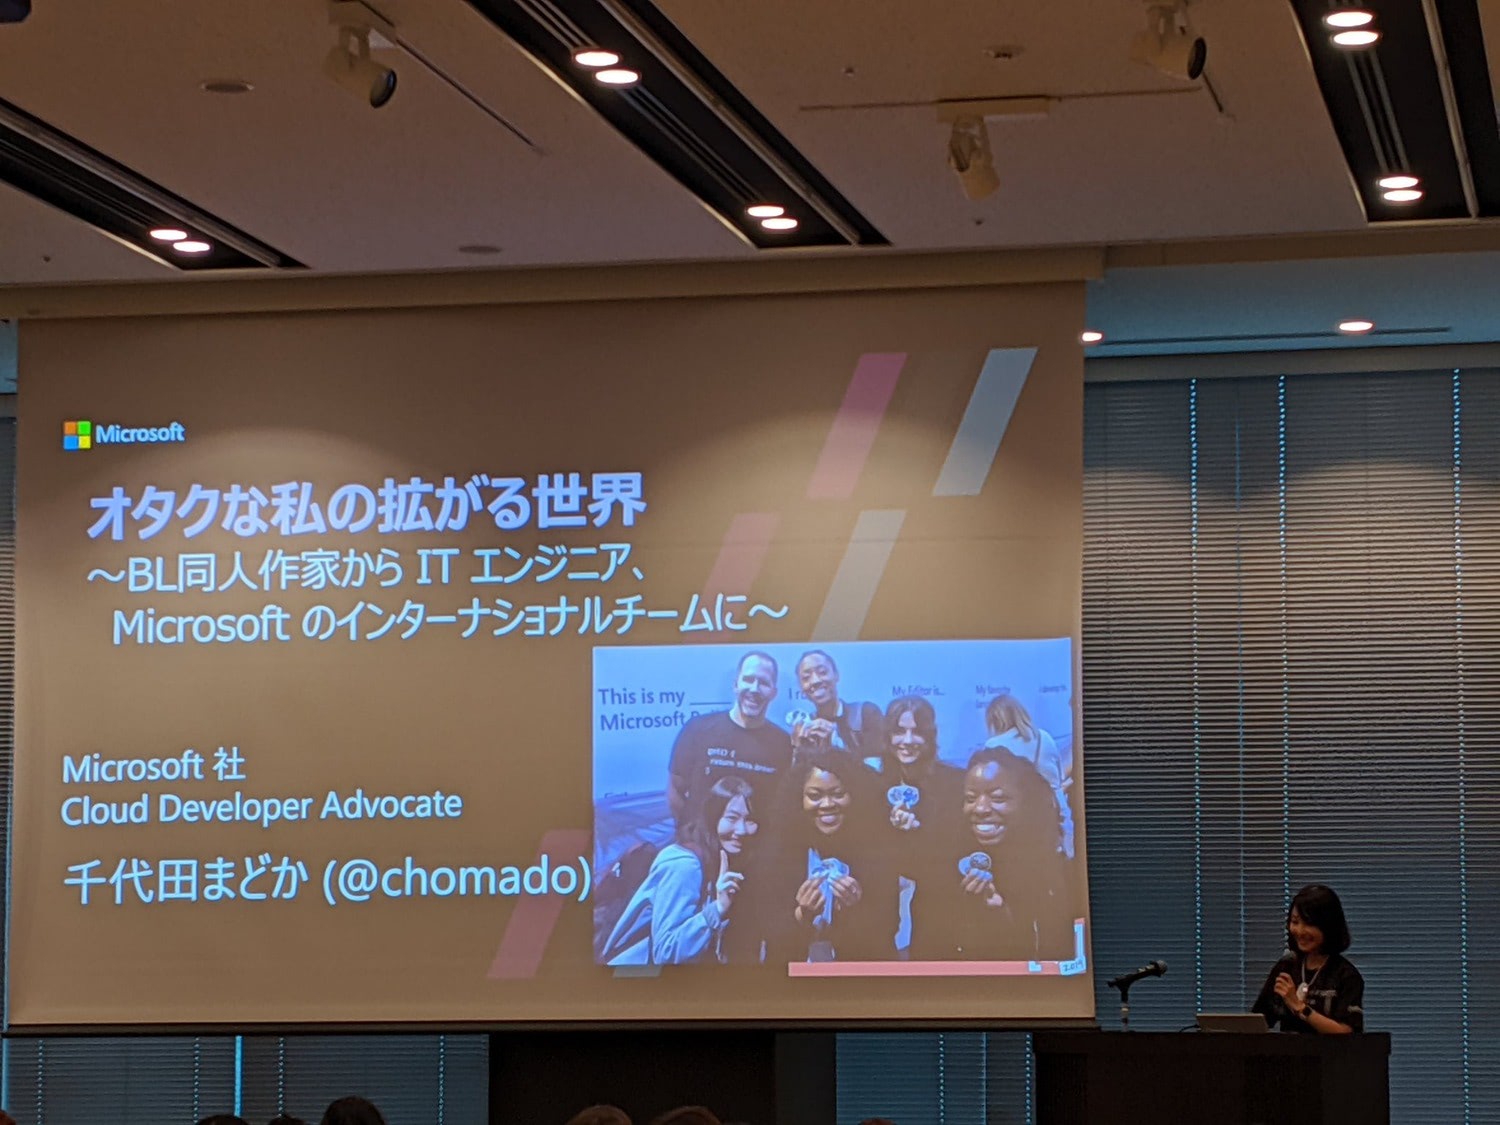 Microsoft
オタクな私の拡がる世界
～BL同人作家から IT エンジニア、
Microsoft のインターナショナルチームに～
Microsoft 社
Cloud Developer Advocate
千代田まどか (@chomado)
This is my ____
Microsoft
My Editor is...
My favorite
2019